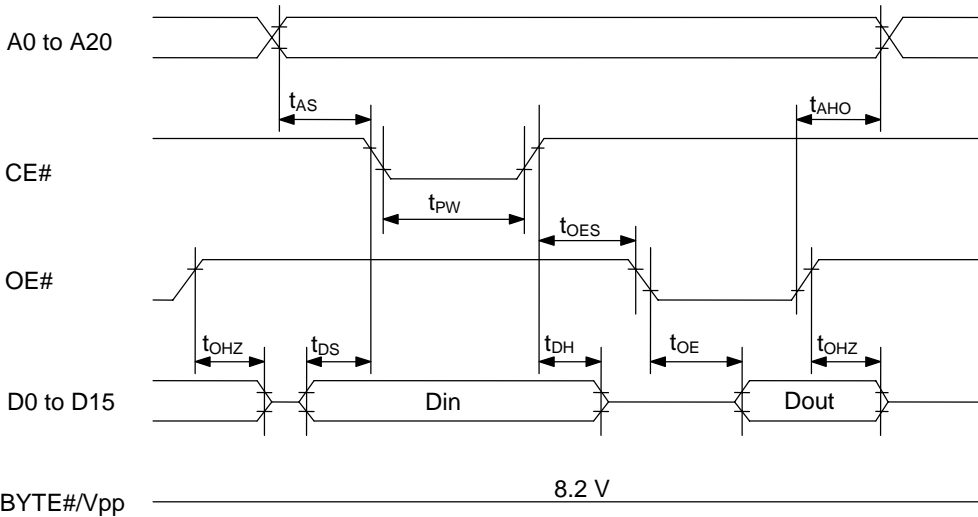 A0 to A20
tAS
tAHO
CE#
tPW
tOES
OE#
tOHZ
tDS
tDH
tOE
tOHZ
D0 to D15
Din
Dout
8.2 V
BYTE#/Vpp